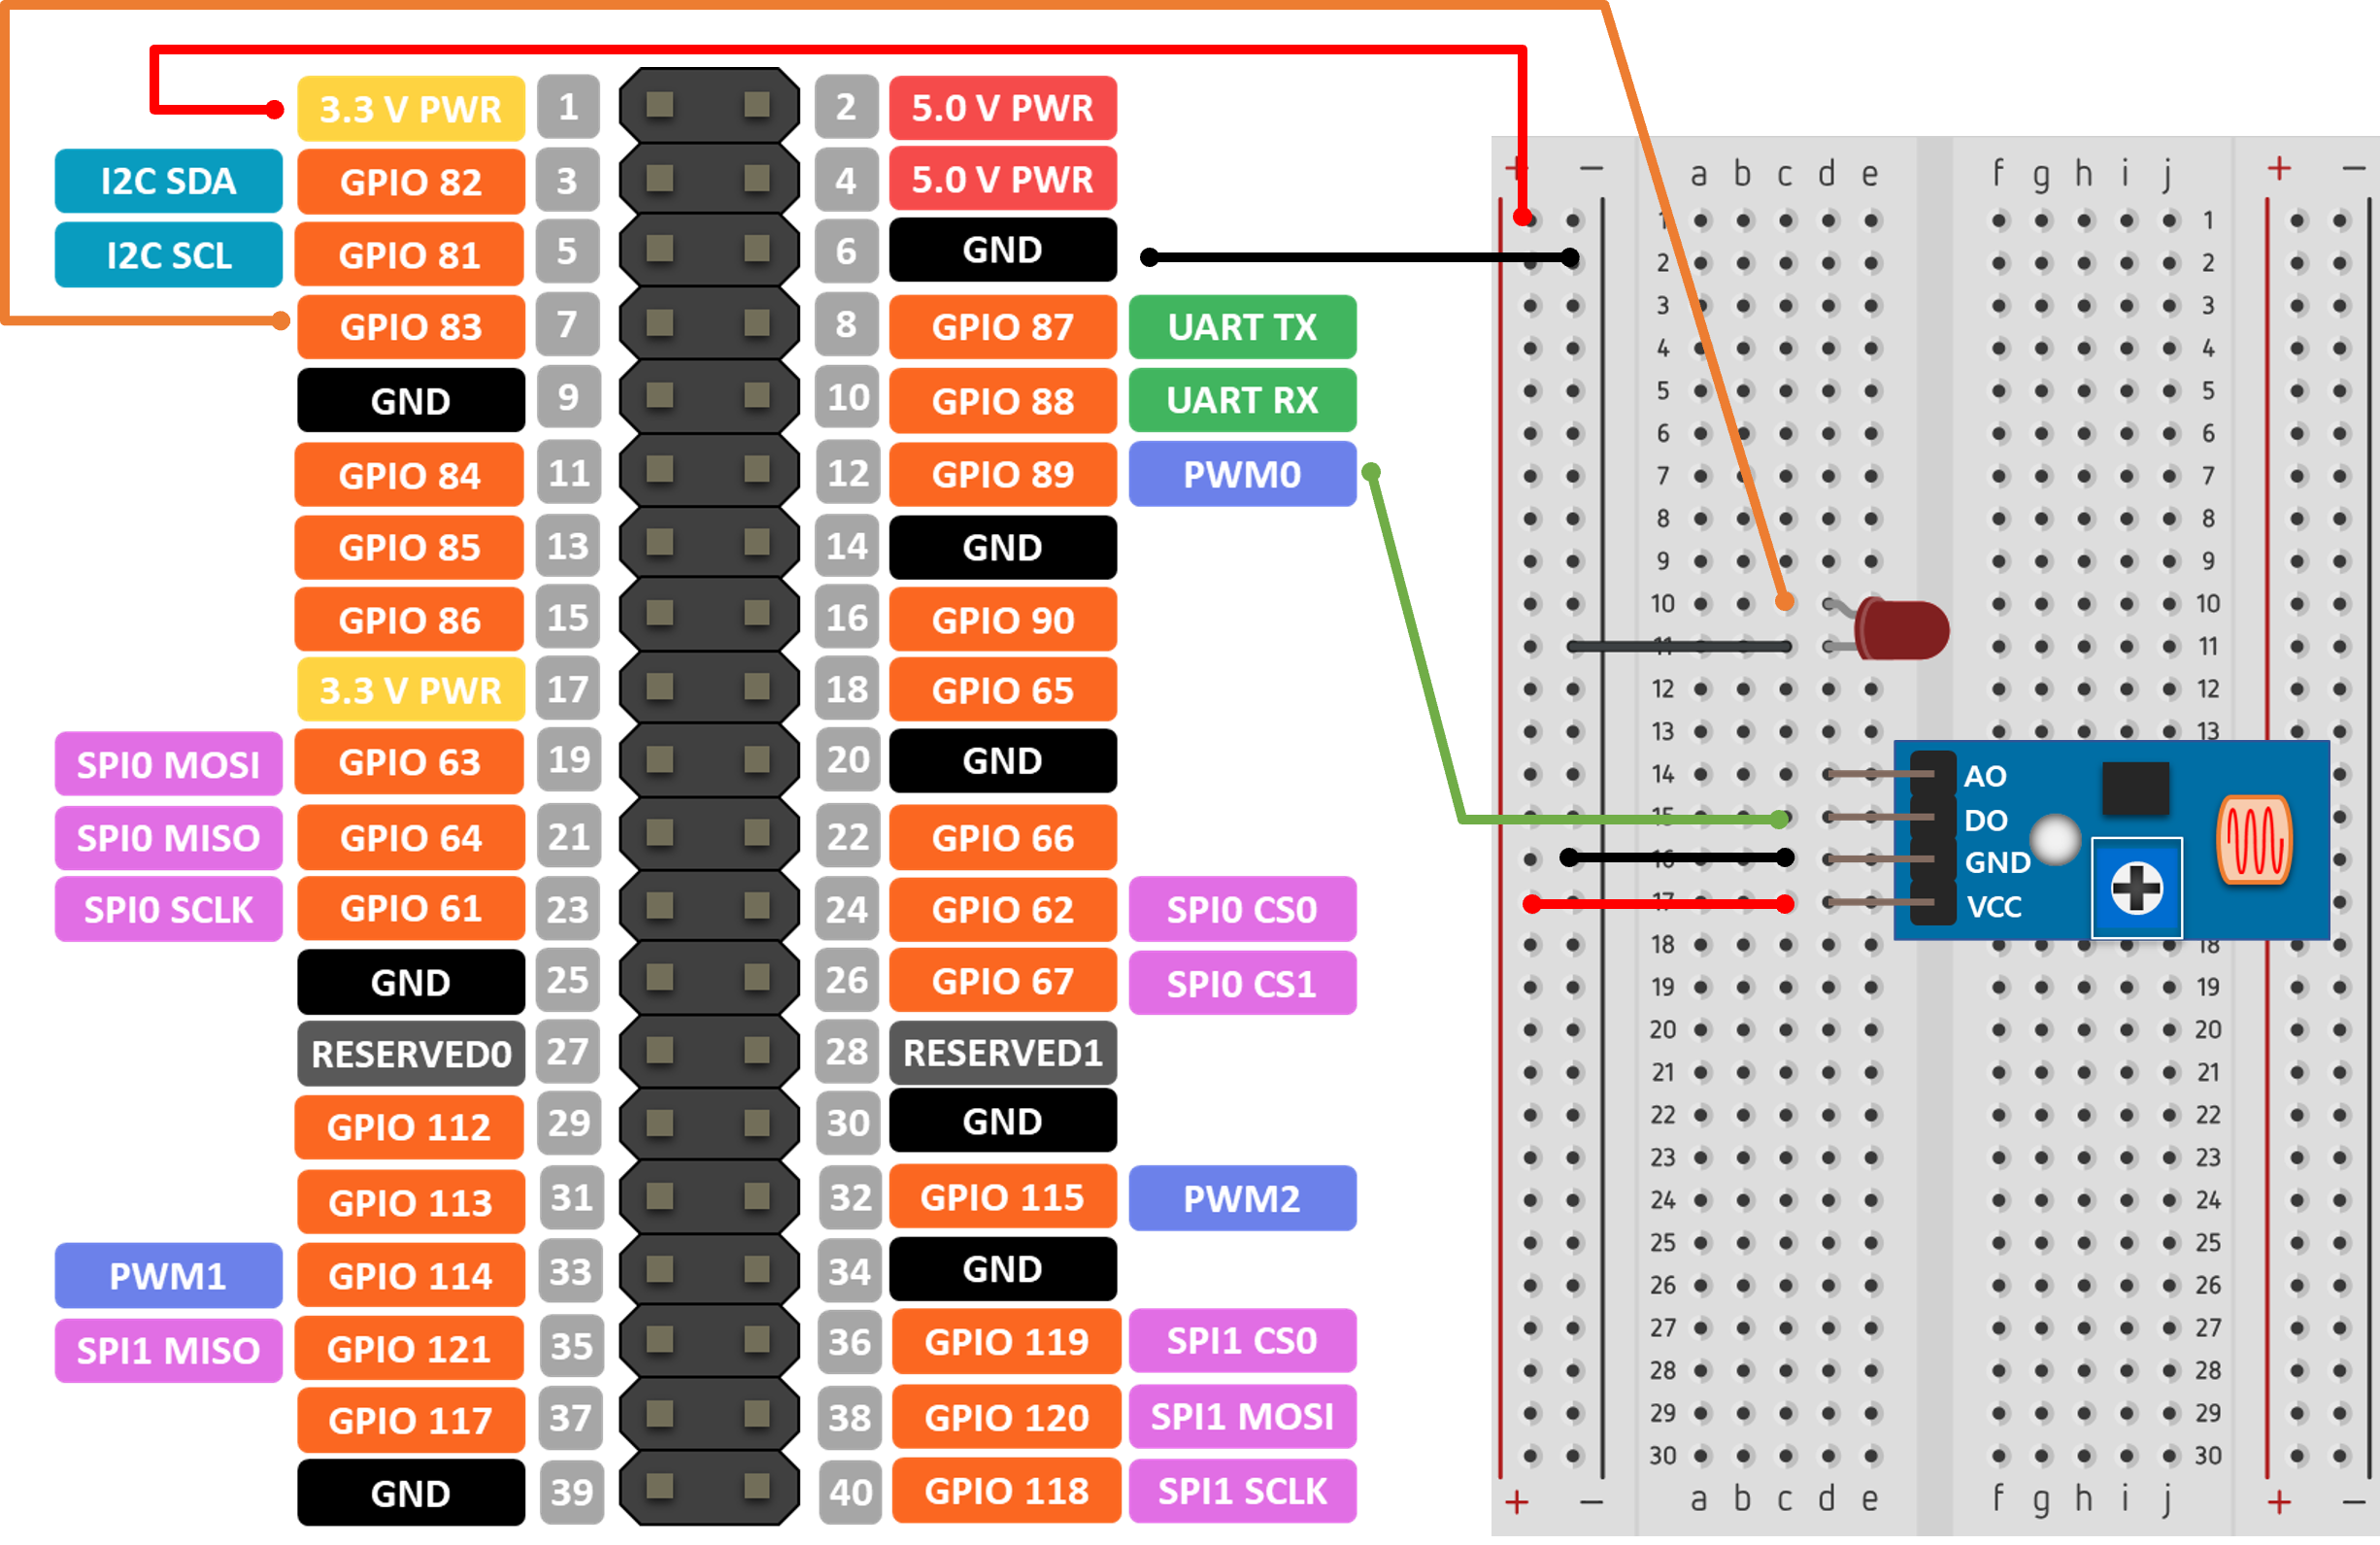 3.3 V PWR 1 2 5.0 V PWR
I2C SDA GPIO 82 3 4 5.0 V PWR
I2C SCL GPIO 81 5 6 GND
GPIO 83 7 8 GPIO 87 UART TX
GND 9 10 GPIO 88 UART RX
GPIO 84 11 12 GPIO 89 PWM0
GPIO 85 13 14 GND
GPIO 86 15 16 GPIO 90
3.3 V PWR 17 18 GPIO 65
SPI0 MOSI GPIO 63 19 20 GND
SPI0 MISO GPIO 64 21 22 GPIO 66
SPI0 SCLK GPIO 61 23 24 GPIO 62 SPI0 CS0
GND 25 26 GPIO 67 SPI0 CS1
RESERVED0 27 28 RESERVED1
GPIO 112 29 30 GND
GPIO 113 31 32 GPIO 115 PWM2
PWM1 GPIO 114 33 34 GND
SPI1 MISO GPIO 121 35 36 GPIO 119 SPI1 CS0
GPIO 117 37 38 GPIO 120 SPI1 MOSI
GND 39 40 GPIO 118 SPI1 SCLK
+ − a b c d e f g h i j + −
1 1
2 2
3 3
4 4
5 5
6 6
7 7
8 8
9 9
10 10
11 11
12 12
13 13
14 AO
15 DO
16 GND
17 VCC
18 18
19 19
20 20
21 21
22 22
23 23
24 24
25 25
26 26
27 27
28 28
29 29
30 30
+ − a b c d e f g h i j + −